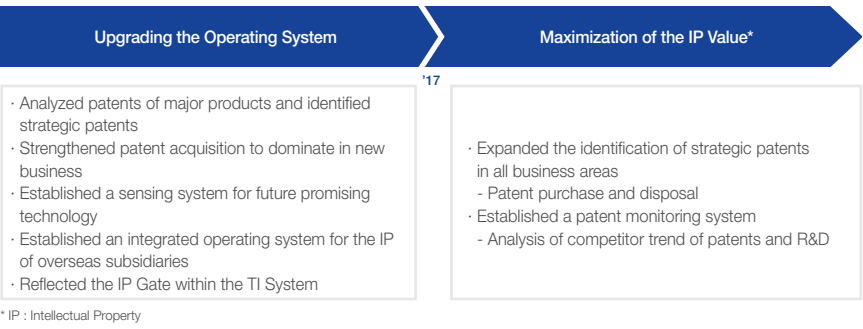 Upgrading the Operating System
Maximization of the IP Value*
’17
· Analyzed patents of major products and identified
strategic patents
· Strengthened patent acquisition to dominate in new
business
· Established a sensing system for future promising
technology
· Established an integrated operating system for the IP
of overseas subsidiaries
· Reflected the IP Gate within the TI System
· Expanded the identification of strategic patents
in all business areas
- Patent purchase and disposal
· Established a patent monitoring system
- Analysis of competitor trend of patents and R&D
* IP : Intellectual Property